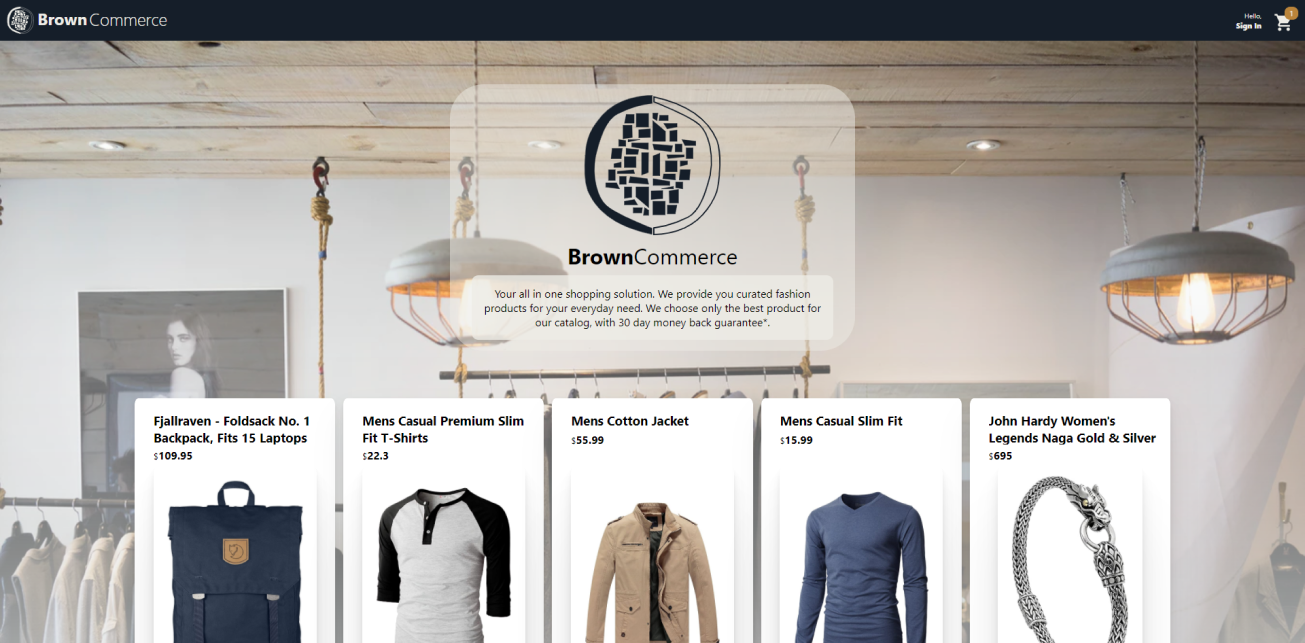 BrownCommerce
Hello,
Sign In
1
BrownCommerce
Your all in one shopping solution. We provide you curated fashion
products for your everyday need. We choose only the best product for
our catalog, with 30 day money back guarantee*.
Fjallraven - Foldsack No. 1
Backpack, Fits 15 Laptops
$109.95
Mens Casual Premium Slim
Fit T-Shirts
$22.3
Mens Cotton Jacket
$55.99
Mens Casual Slim Fit
$15.99
John Hardy Women's
Legends Naga Gold & Silver
$695